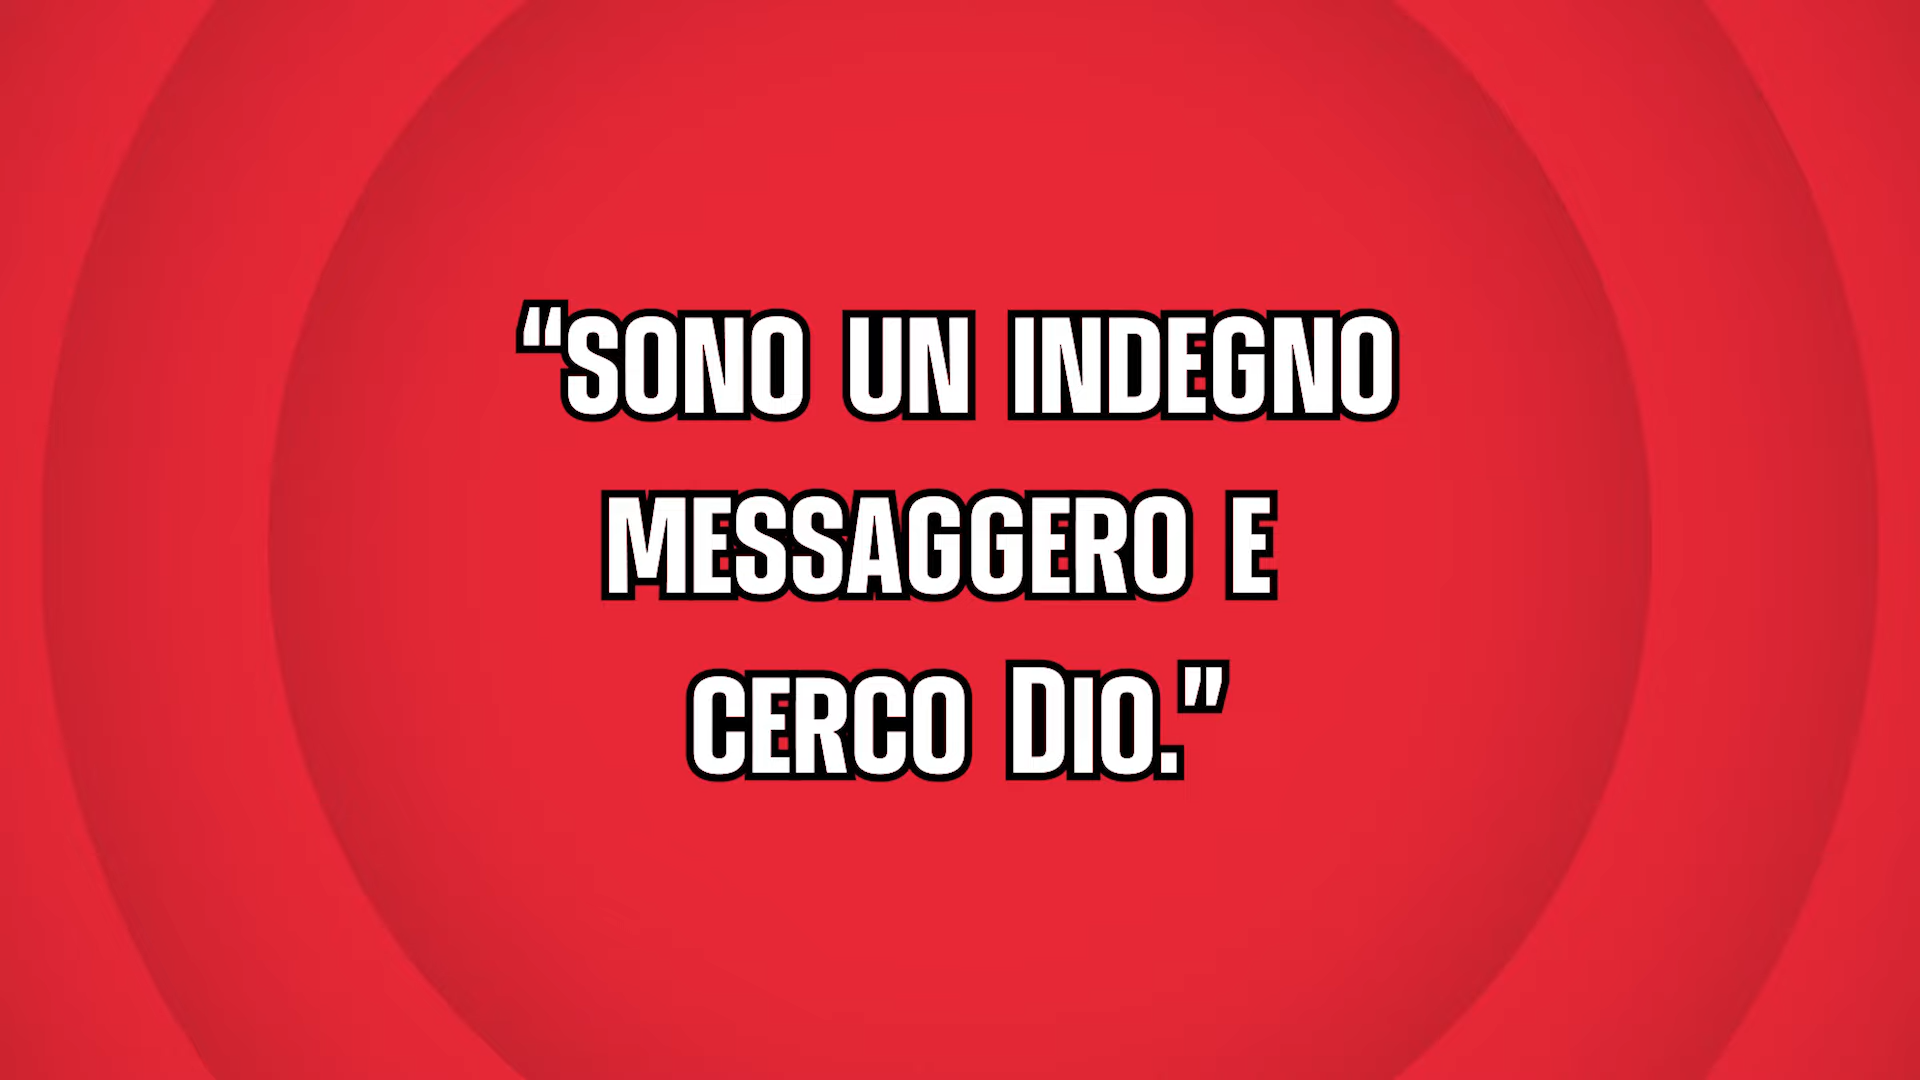 “SONO UN INDEGNO
MESSAGGERO E
CERCO DIO.”